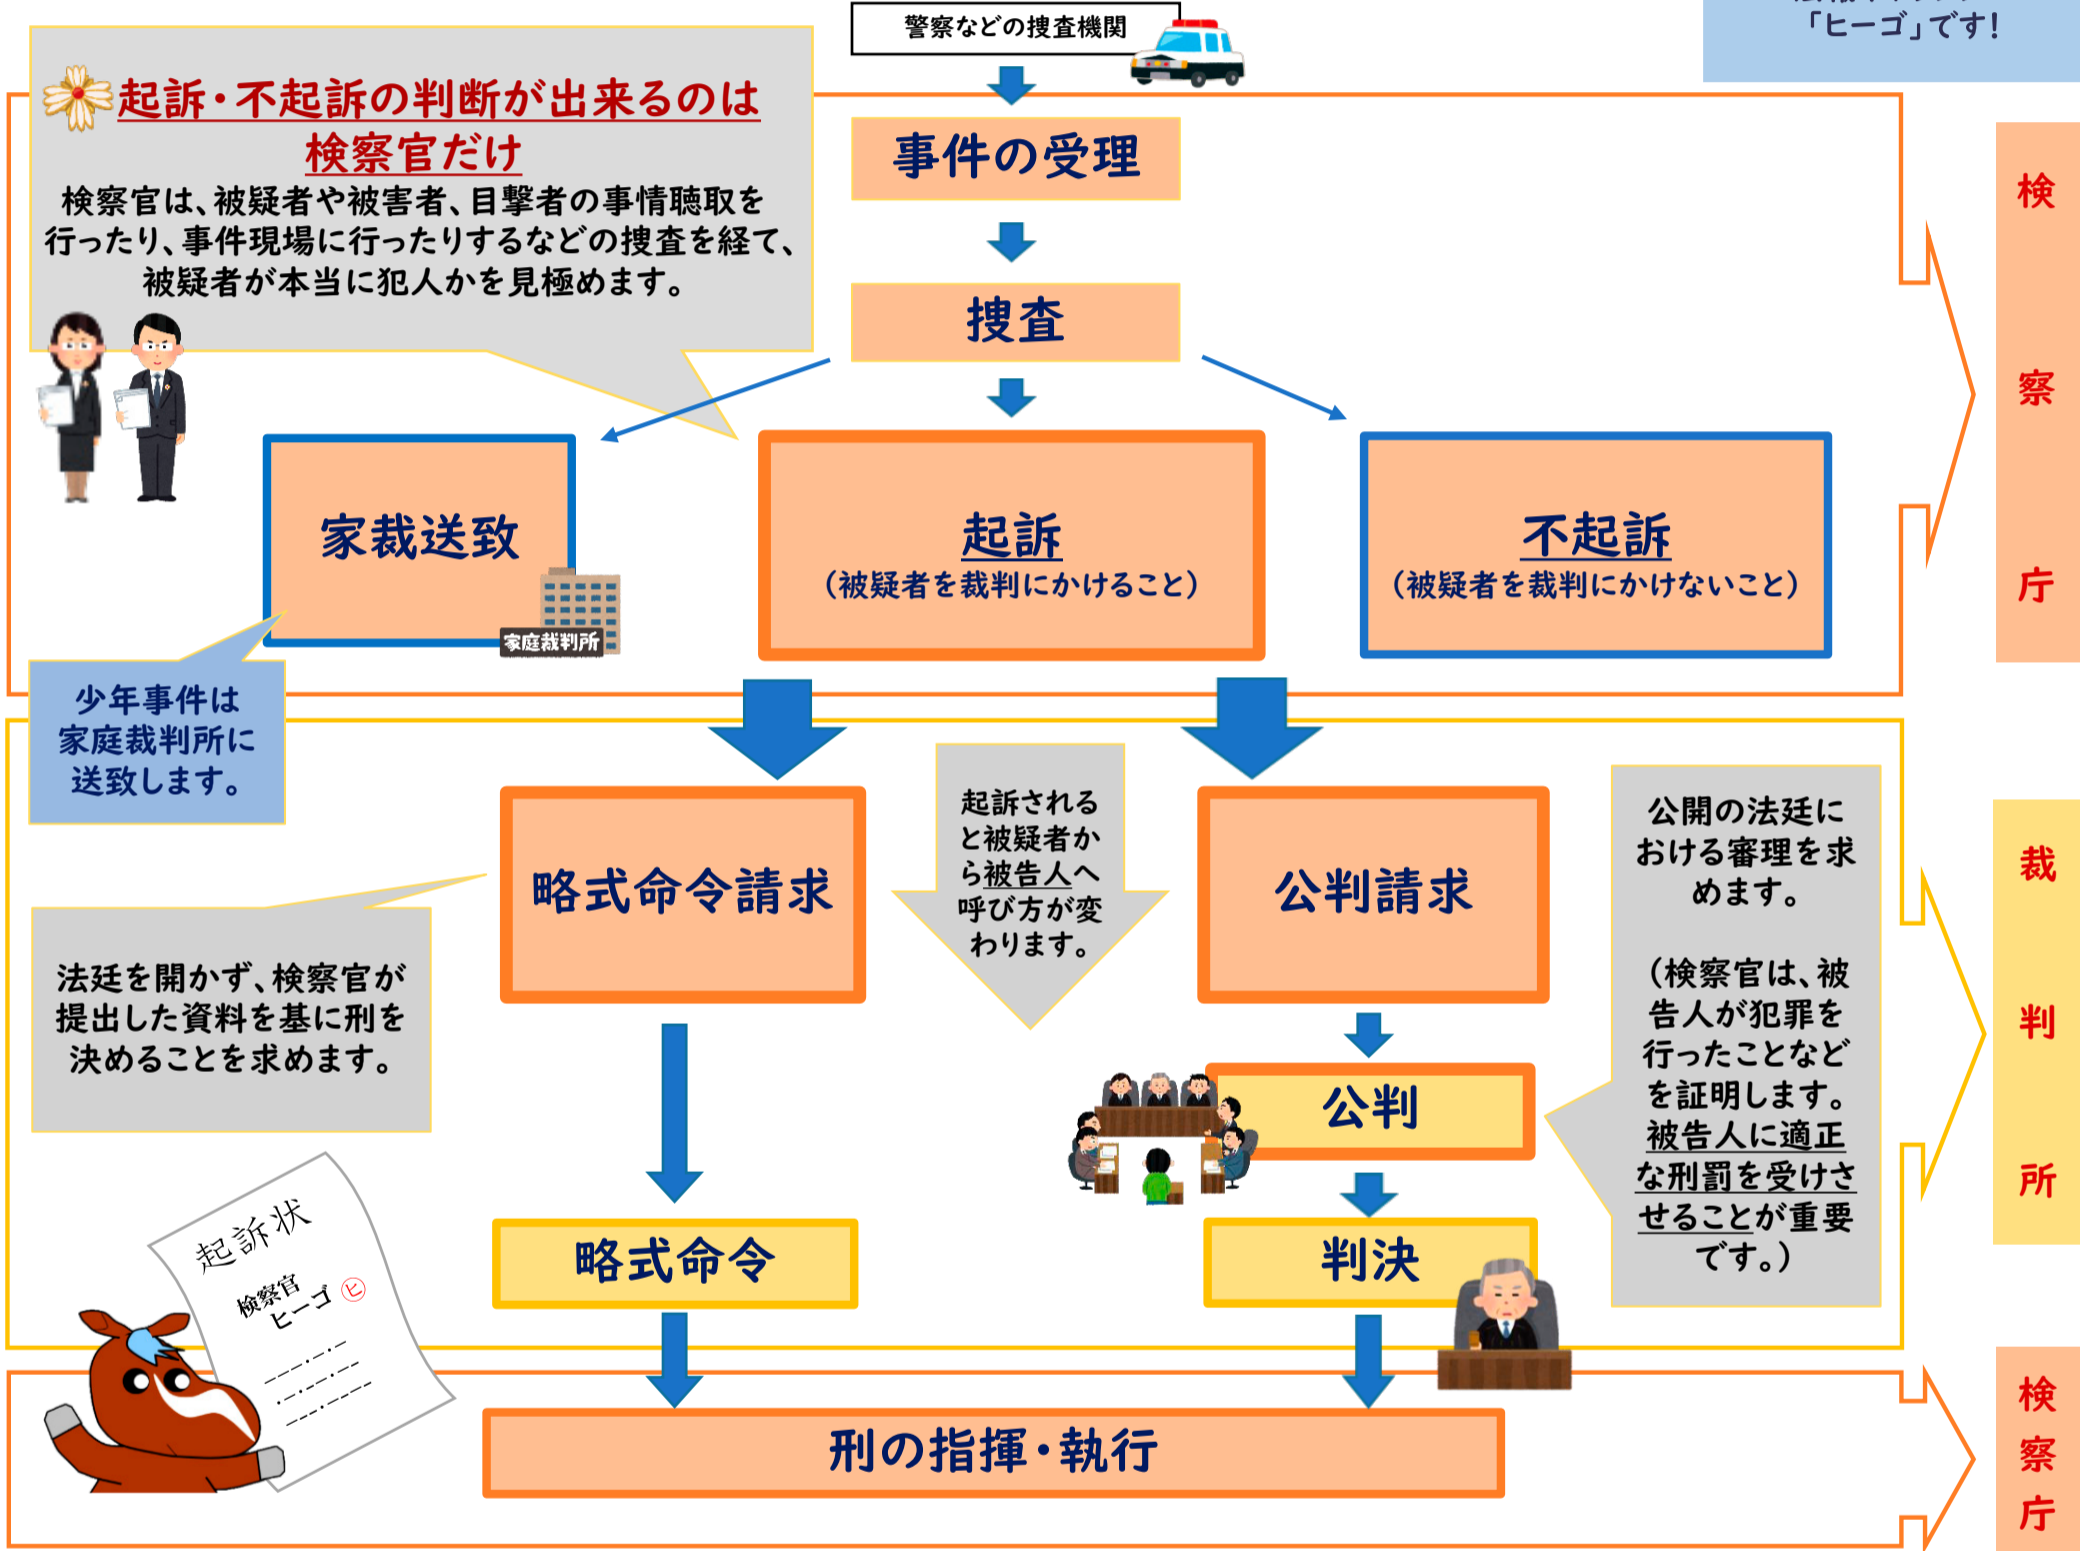 警察などの捜査機関
「ヒーゴ」です！
起訴・不起訴の判断が出来るのは
検察官だけ
検察官は、被疑者や被害者、目撃者の事情聴取を
行ったり、事件現場に行ったりするなどの捜査を経て、
被疑者が本当に犯人かを見極めます。
事件の受理
捜査
検
察
庁
家裁送致
家庭裁判所
起訴
（被疑者を裁判にかけること）
不起訴
（被疑者を裁判にかけないこと）
少年事件は
家庭裁判所に
送致します。
略式命令請求
起訴される
と被疑者か
ら被告人へ
呼び方が変
わります。
公判請求
公開の法廷に
おける審理を求
めます。
（検察官は、被
告人が犯罪を
行ったことなど
を証明します。
被告人に適正
な刑罰を受けさ
せることが重要
です。）
法廷を開かず、検察官が
提出した資料を基に刑を
決めることを求めます。
公判
裁
判
所
略式命令
判決
起訴状
検察官
ヒーゴ ヒ
刑の指揮・執行
検
察
庁